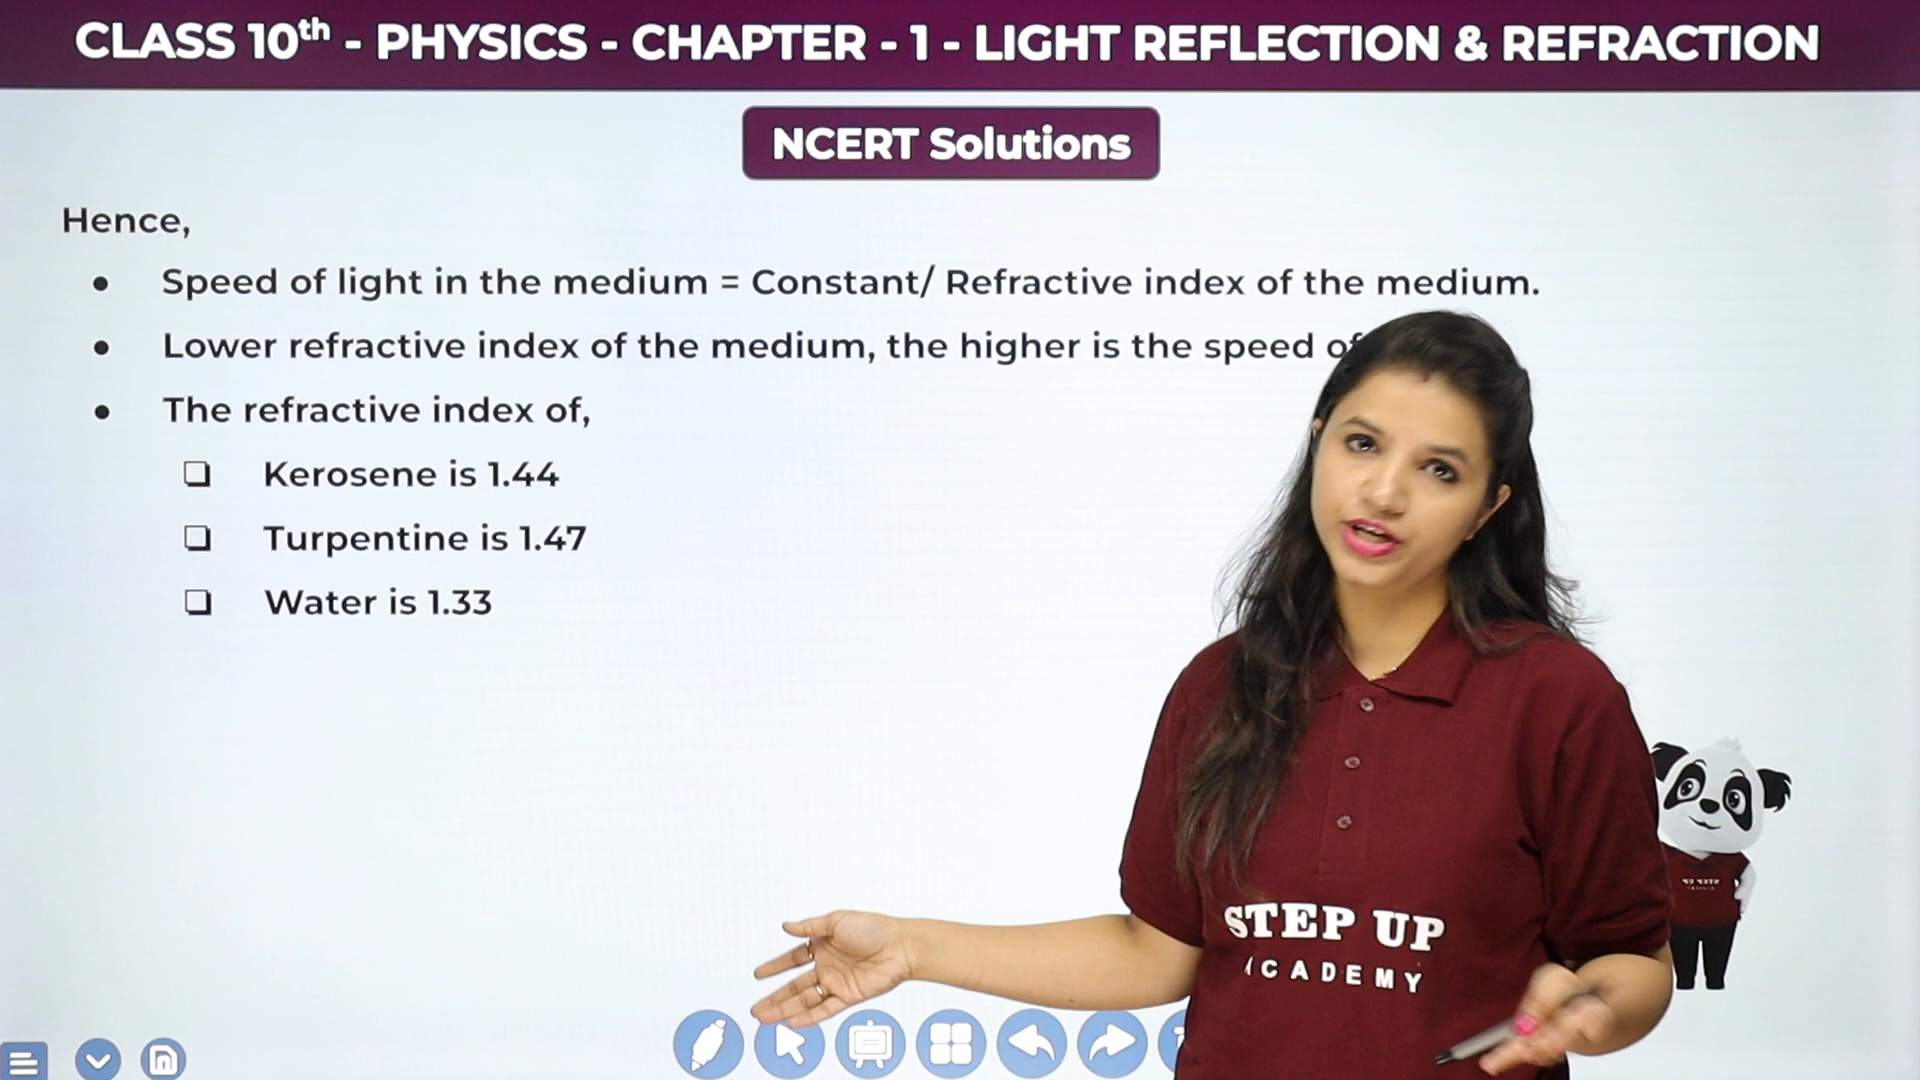 CLASS 10th - PHYSICS - CHAPTER - 1 - LIGHT REFLECTION & REFRACTION
NCERT Solutions
Hence,
● Speed of light in the medium = Constant/ Refractive index of the medium.
● Lower refractive index of the medium, the higher is the speed of
● The refractive index of,
❏ Kerosene is 1.44
❏ Turpentine is 1.47
❏ Water is 1.33
STEP UP
ACADEMY